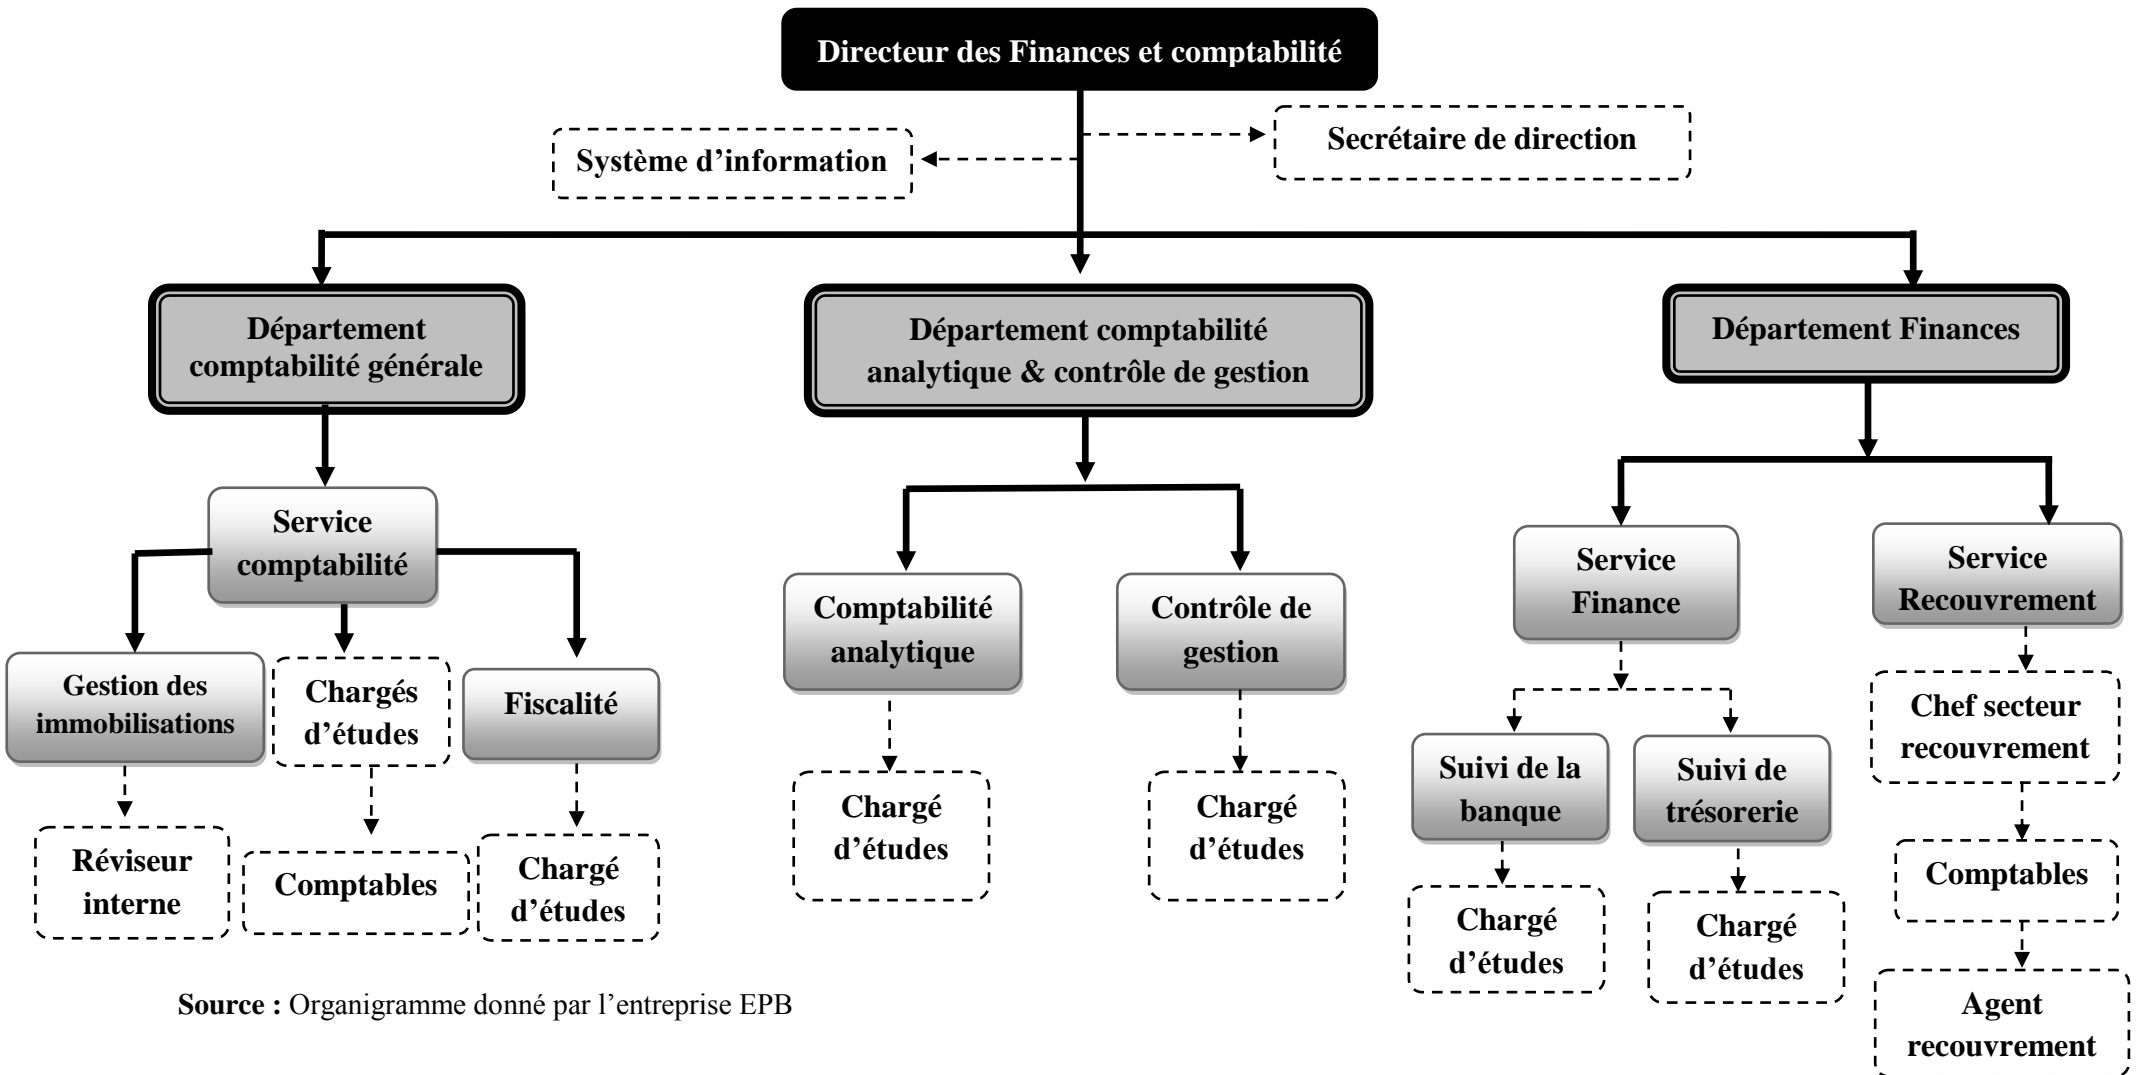 Directeur des Finances et comptabilité
Secrétaire de direction
Système d’information
Département
comptabilité générale
Département comptabilité
analytique & contrôle de gestion
Département Finances
Service
comptabilité
Gestion des
immobilisations
Chargés
d’études
Fiscalité
Réviseur
interne
Comptables
Chargé
d’études
Comptabilité
analytique
Contrôle de
gestion
Chargé
d’études
Chargé
d’études
Service
Finance
Service
Recouvrement
Suivi de la
banque
Suivi de
trésorerie
Chargé
d’études
Chargé
d’études
Chef secteur
recouvrement
Comptables
Agent
recouvrement
Source : Organigramme donné par l’entreprise EPB